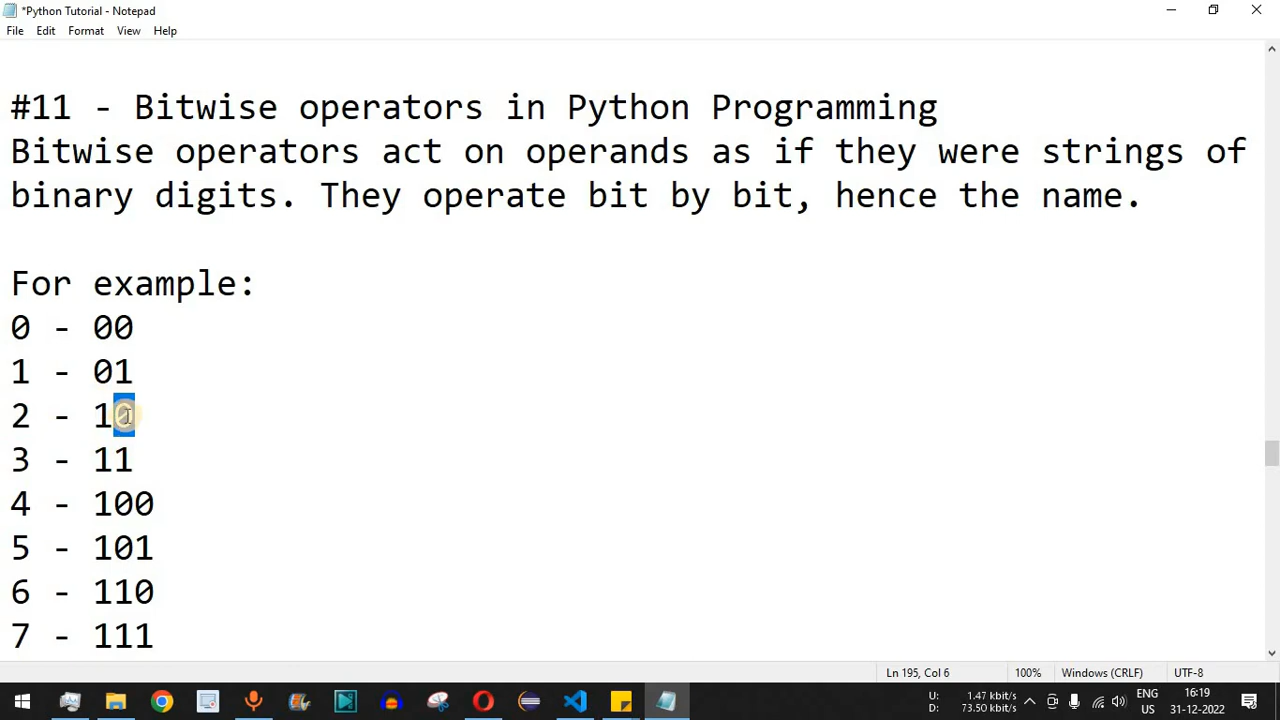 *Python Tutorial - Notepad
File Edit Format View Help
#11 - Bitwise operators in Python Programming
Bitwise operators act on operands as if they were strings of
binary digits. They operate bit by bit, hence the name.
For example:
0 - 00
1 - 01
2 - 10
3 - 11
4 - 100
5 - 101
6 - 110
7 - 111
Ln 195, Col 6 100% Windows (CRLF) UTF-8
U: 1.47 kbit/s ENG 16:19
D: 73.50 kbit/s US 31-12-2022